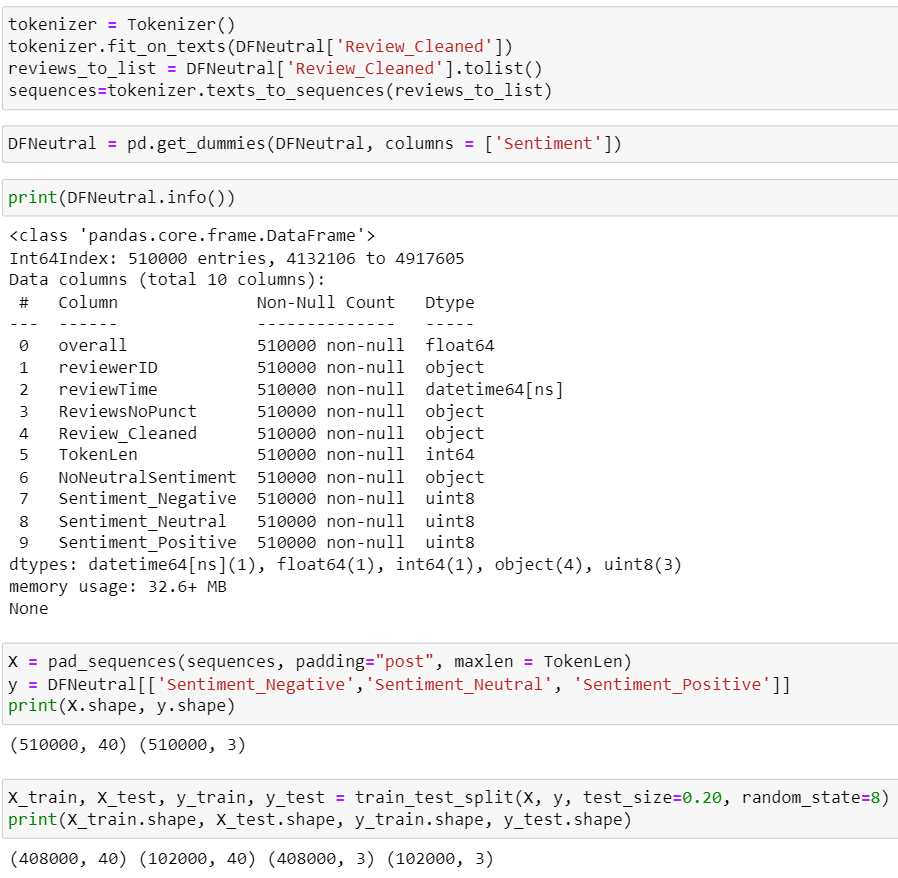 tokenizer = Tokenizer()
tokenizer.fit_on_texts(DFNeutral['Review_Cleaned'])
reviews_to_list = DFNeutral['Review_Cleaned'].tolist()
sequences=tokenizer.texts_to_sequences(reviews_to_list)
DFNeutral = pd.get_dummies(DFNeutral, columns = ['Sentiment'])
print(DFNeutral.info())
<class 'pandas.core.frame.DataFrame'>
Int64Index: 510000 entries, 4132106 to 4917605
Data columns (total 10 columns):
 #   Column              Non-Null Count   Dtype
---  ------              --------------   -----
 0   overall             510000 non-null  float64
 1   reviewerID          510000 non-null  object
 2   reviewTime          510000 non-null  datetime64[ns]
 3   ReviewsNoPunct      510000 non-null  object
 4   Review_Cleaned      510000 non-null  object
 5   TokenLen            510000 non-null  int64
 6   NoNeutralSentiment  510000 non-null  object
 7   Sentiment_Negative  510000 non-null  uint8
 8   Sentiment_Neutral   510000 non-null  uint8
 9   Sentiment_Positive  510000 non-null  uint8
dtypes: datetime64[ns](1), float64(1), int64(1), object(4), uint8(3)
memory usage: 32.6+ MB
None
X = pad_sequences(sequences, padding="post", maxlen = TokenLen)
y = DFNeutral[['Sentiment_Negative','Sentiment_Neutral', 'Sentiment_Positive']]
print(X.shape, y.shape)
(510000, 40) (510000, 3)
X_train, X_test, y_train, y_test = train_test_split(X, y, test_size=0.20, random_state=8)
print(X_train.shape, X_test.shape, y_train.shape, y_test.shape)
(408000, 40) (102000, 40) (408000, 3) (102000, 3)